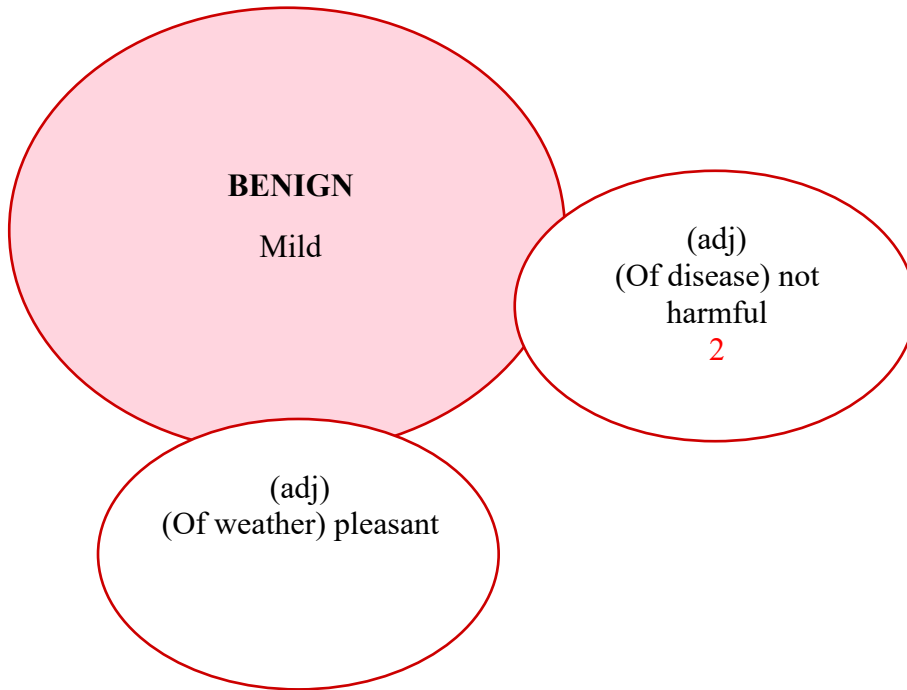 BENIGN
Mild
(adj)
(Of disease) not
harmful
2
(adj)
(Of weather) pleasant